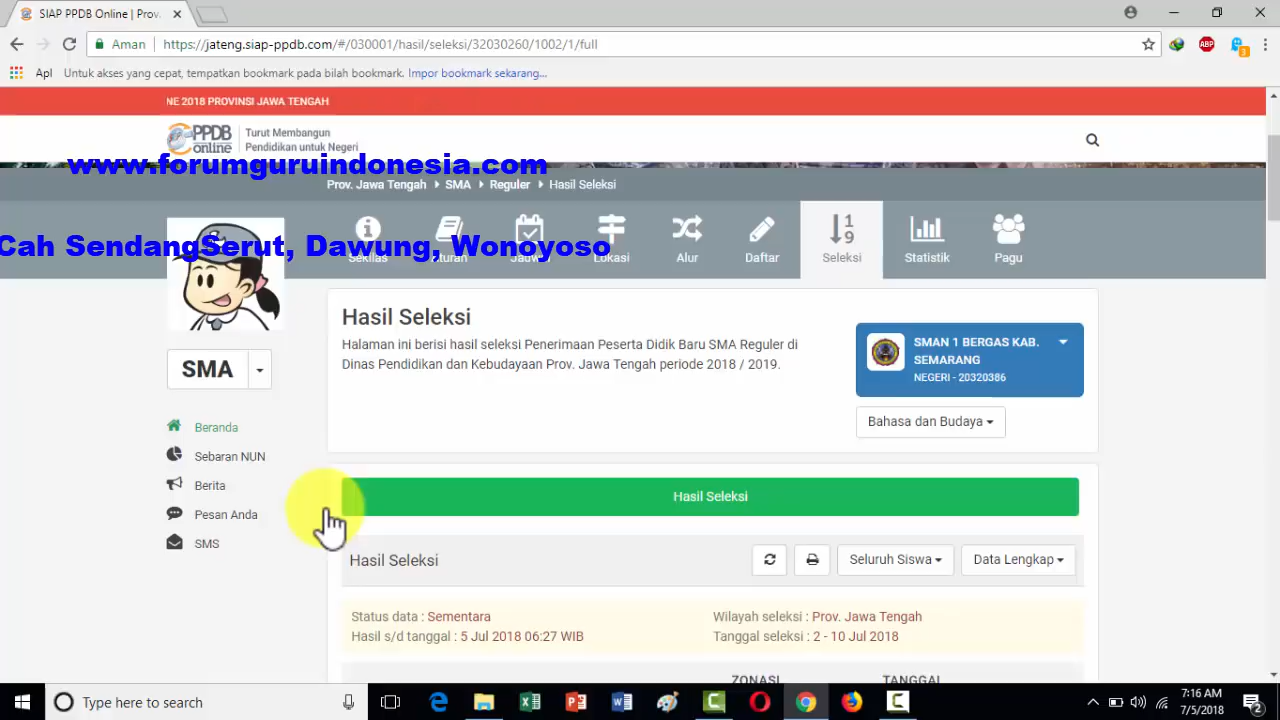 SIAP PPDB Online | Prov.
Aman
https://jateng.siap-ppdb.com/#/030001/hasil/seleksi/32030260/1002/1/full
ABP
3
Apl Untuk akses yang cepat, tempatkan bookmark pada bilah bookmark. Impor bookmark sekarang...
NE 2018 PROVINSI JAWA TENGAH
PPDB online
Turut Membangun
Pendidikan untuk Negeri
www.forumguruindonesia.com
Prov. Jawa Tengah SMA Reguler Hasil Seleksi
Cah SendangSerut, Dawung, Wonoyoso
Alur Daftar Seleksi Statistik Pagu
Hasil Seleksi
Halaman ini berisi hasil seleksi Penerimaan Peserta Didik Baru SMA Reguler di
Dinas Pendidikan dan Kebudayaan Prov. Jawa Tengah periode 2018 / 2019.
SMAN 1 BERGAS KAB.
SEMARANG
NEGERI - 20320386
Bahasa dan Budaya
SMA
Beranda
Sebaran NUN
Berita
Pesan Anda
SMS
Hasil Seleksi
Hasil Seleksi
Seluruh Siswa
Data Lengkap
Status data : Sementara
Hasil s/d tanggal : 5 Jul 2018 06:27 WIB
Wilayah seleksi : Prov. Jawa Tengah
Tanggal seleksi : 2 - 10 Jul 2018
ZONASI TANGGAL
Type here to search
7:16 AM
7/5/2018
2